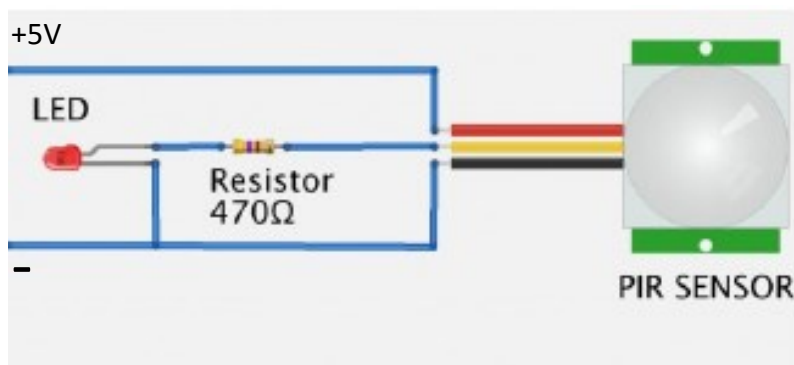 +5V
LED
Resistor
470Ω
-
PIR SENSOR